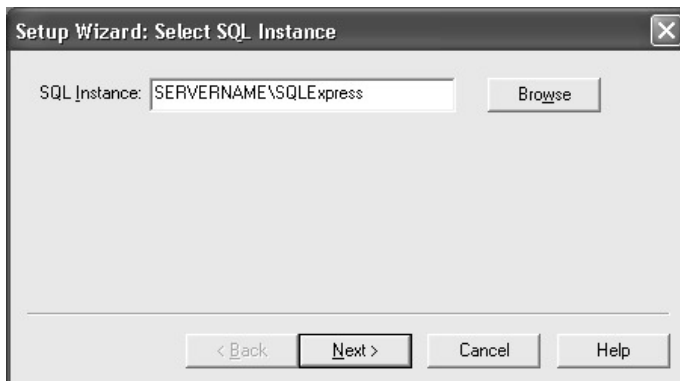 Setup Wizard: Select SQL Instance
SQL Instance: SERVERNAME\SQLExpress Browse
< Back Next > Cancel Help